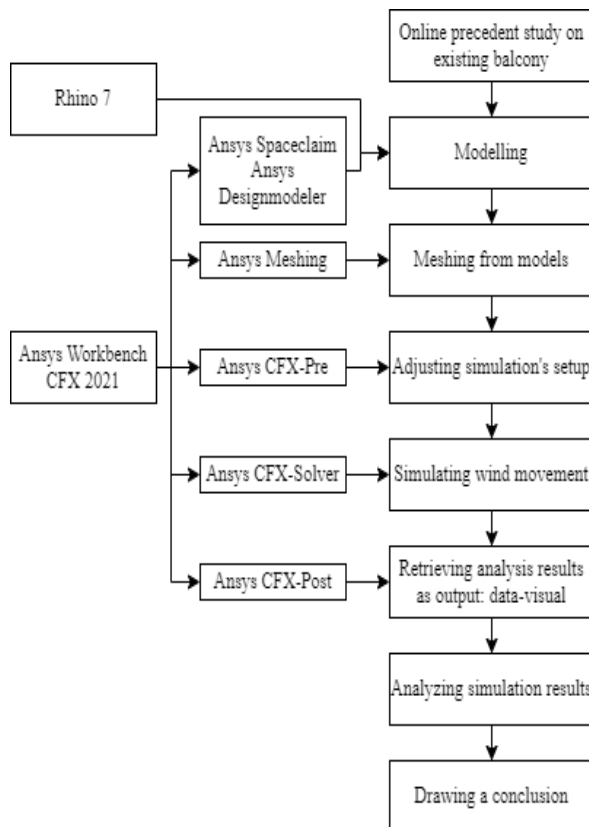 Online precedent study on
existing balcony
Rhino 7
Ansys Spaceclaim
Ansys
Designmodeler
Modelling
Ansys Meshing
Meshing from models
Ansys Workbench
CFX 2021
Ansys CFX-Pre
Adjusting simulation's setup
Ansys CFX-Solver
Simulating wind movement
Ansys CFX-Post
Retrieving analysis results
as output: data-visual
Analyzing simulation results
Drawing a conclusion